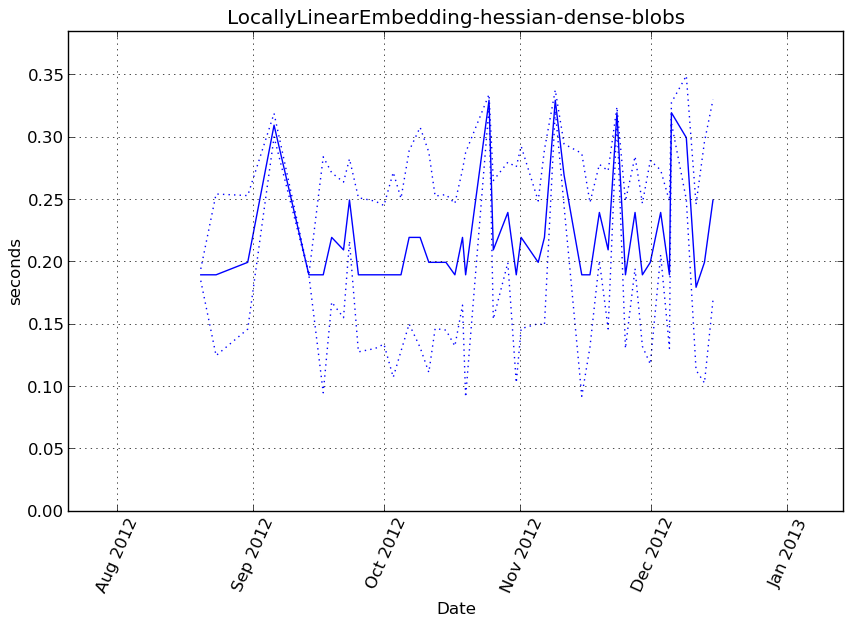 LocallyLinearEmbedding-hessian-dense-blobs
0.35
0.30
0.25
0.20
0.15
0.10
0.05
0.00
seconds
Aug 2012
Sep 2012
Oct 2012
Nov 2012
Dec 2012
Jan 2013
Date